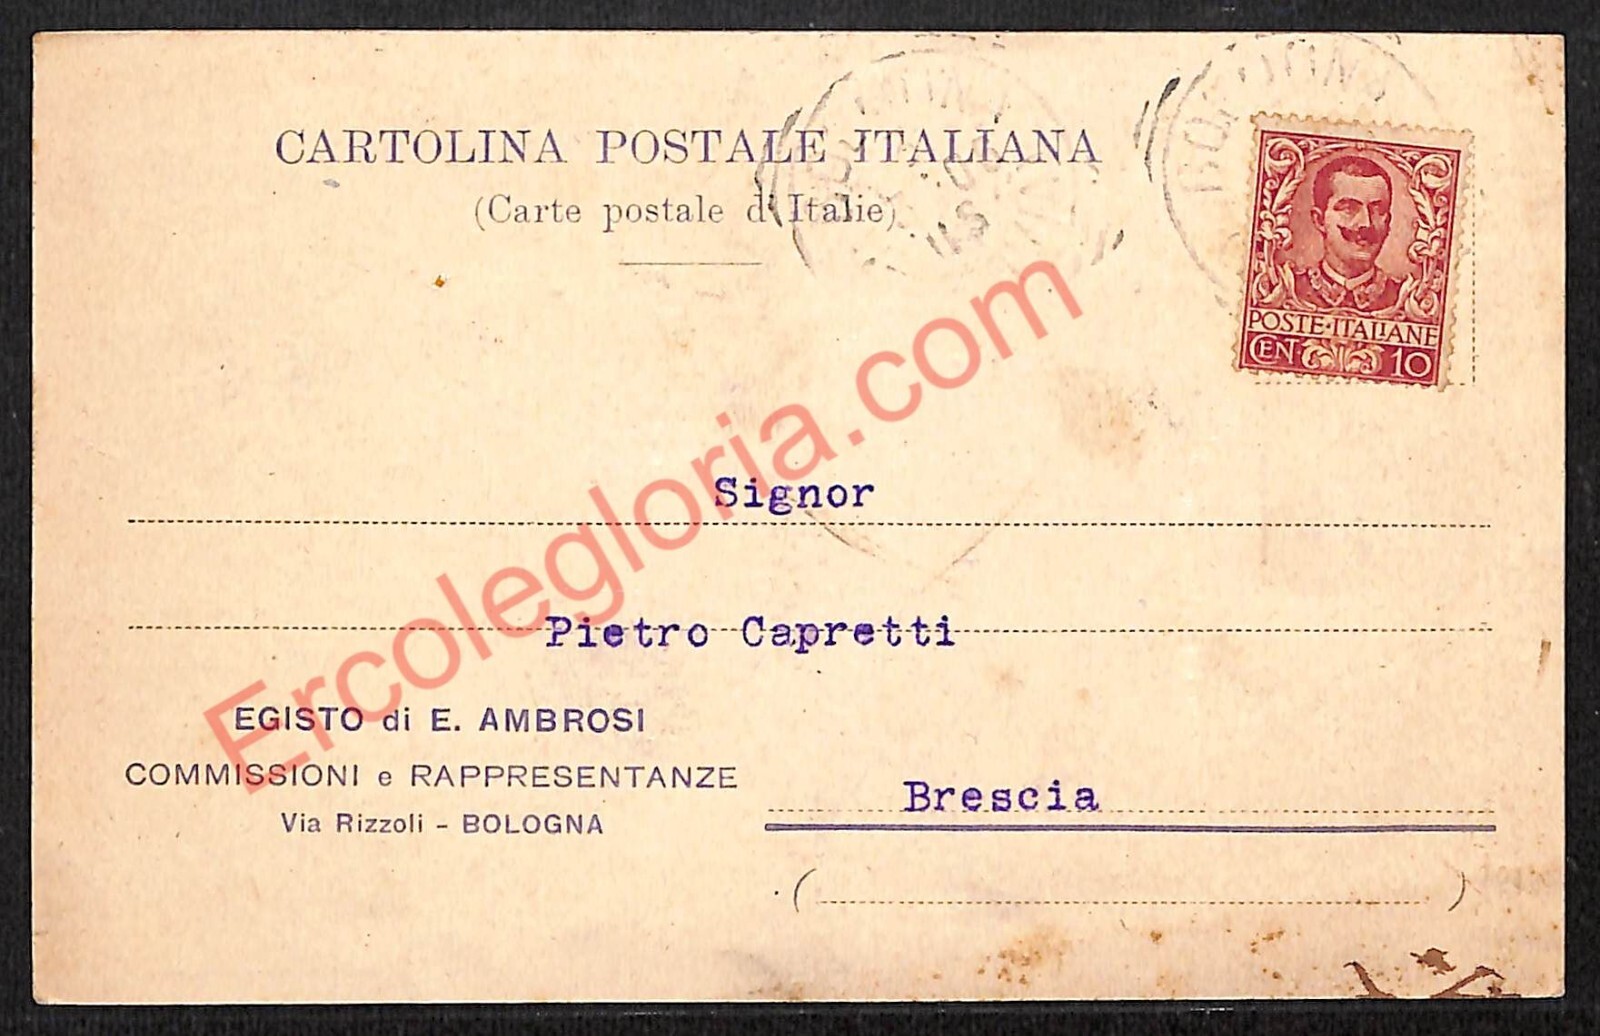 CARTOLINA POSTALE ITALIANA
(Carte postale d'Italie)
POSTE·ITALIANE
CEN. 10
Ercolegloria.com
Signor
Pietro Capretti
EGISTO di E. AMBROSI
COMMISSIONI e RAPPRESENTANZE
Via Rizzoli - BOLOGNA
Brescia